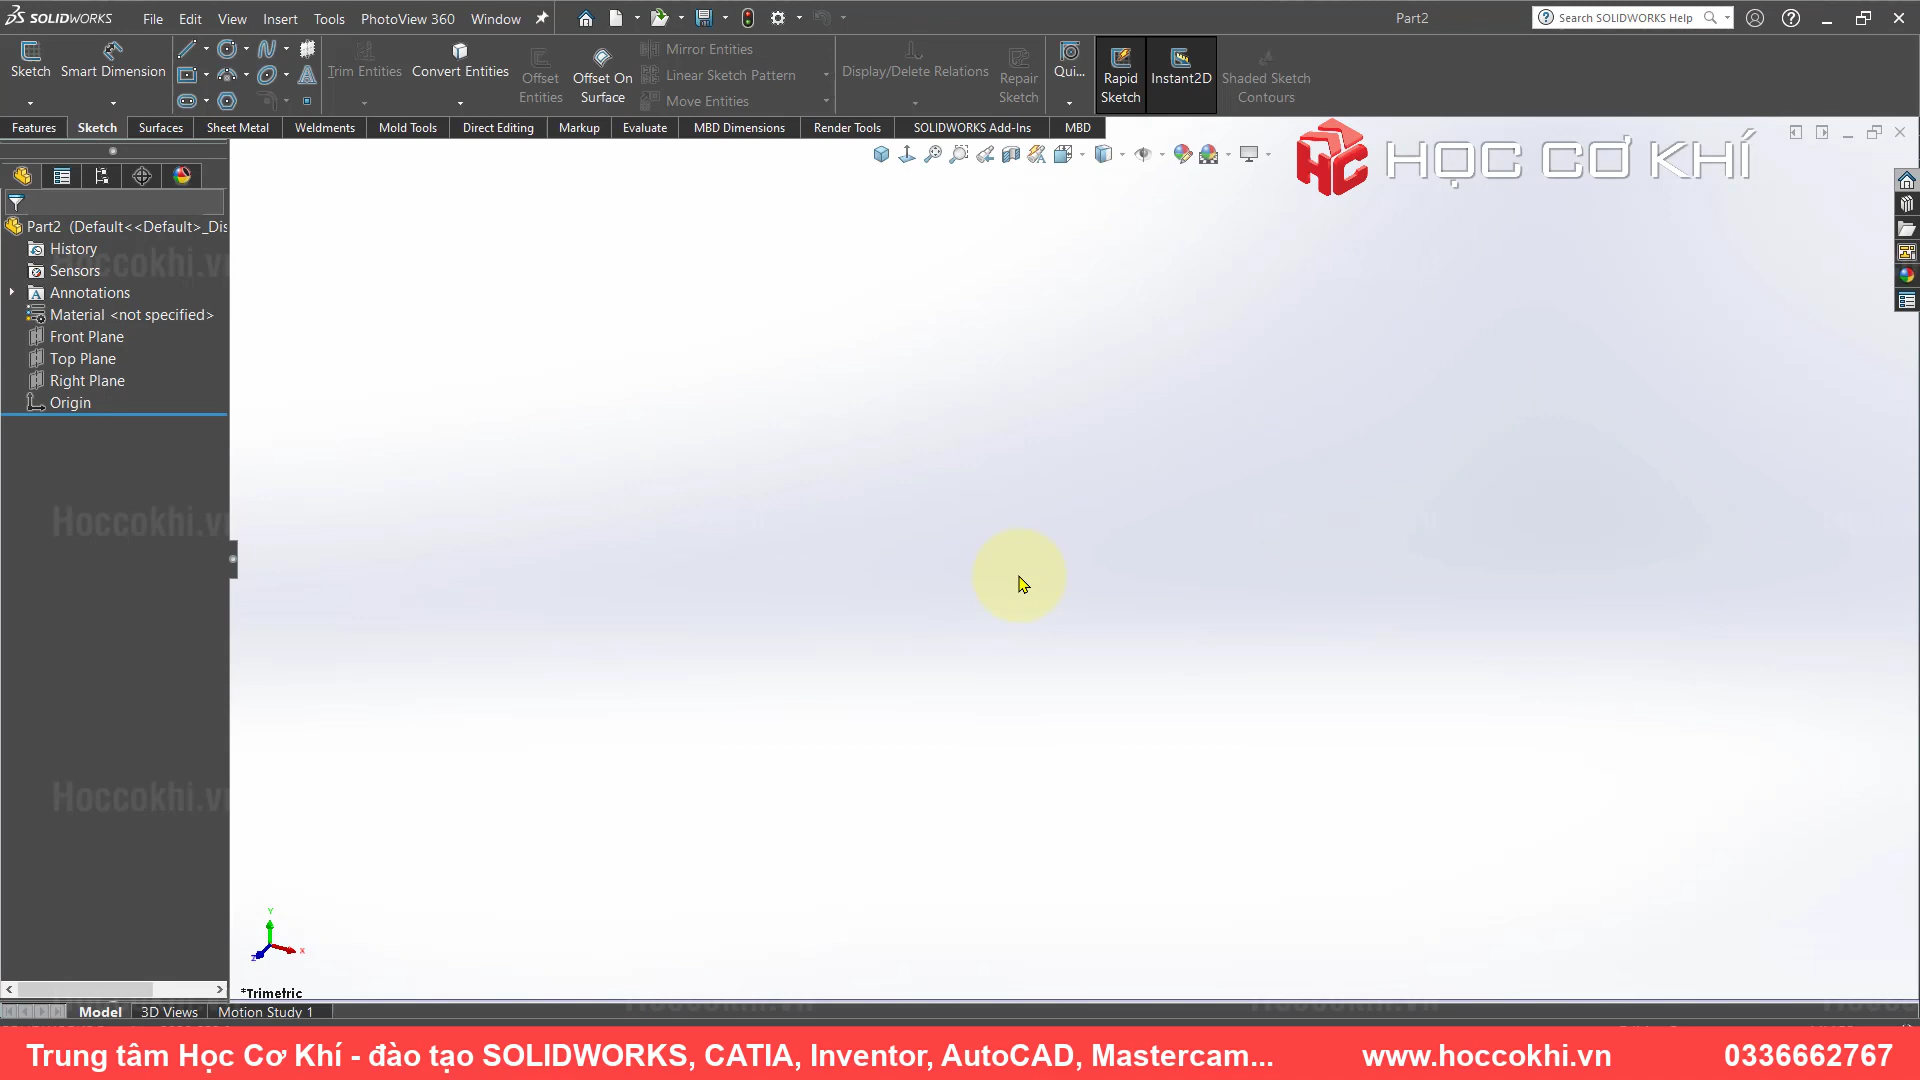 SOLIDWORKS File Edit View Insert Tools PhotoView 360 Window Part2 Search SOLIDWORKS Help
Sketch Smart Dimension Trim Entities Convert Entities Offset Entities Offset On Surface Mirror Entities Linear Sketch Pattern Move Entities Display/Delete Relations Repair Sketch Qui... Rapid Sketch Instant2D Shaded Sketch Contours
Features Sketch Surfaces Sheet Metal Weldments Mold Tools Direct Editing Markup Evaluate MBD Dimensions Render Tools SOLIDWORKS Add-Ins MBD
HỌC CƠ KHÍ
Part2 (Default<<Default>_Dis
History
Sensors
Annotations
Material <not specified>
Front Plane
Top Plane
Right Plane
Origin
Hoccokhi.v
Hoccokhi.v
Y
X
Z
*Trimetric
Model 3D Views Motion Study 1
Trung tâm Học Cơ Khí - đào tạo SOLIDWORKS, CATIA, Inventor, AutoCAD, Mastercam... www.hoccokhi.vn 0336662767